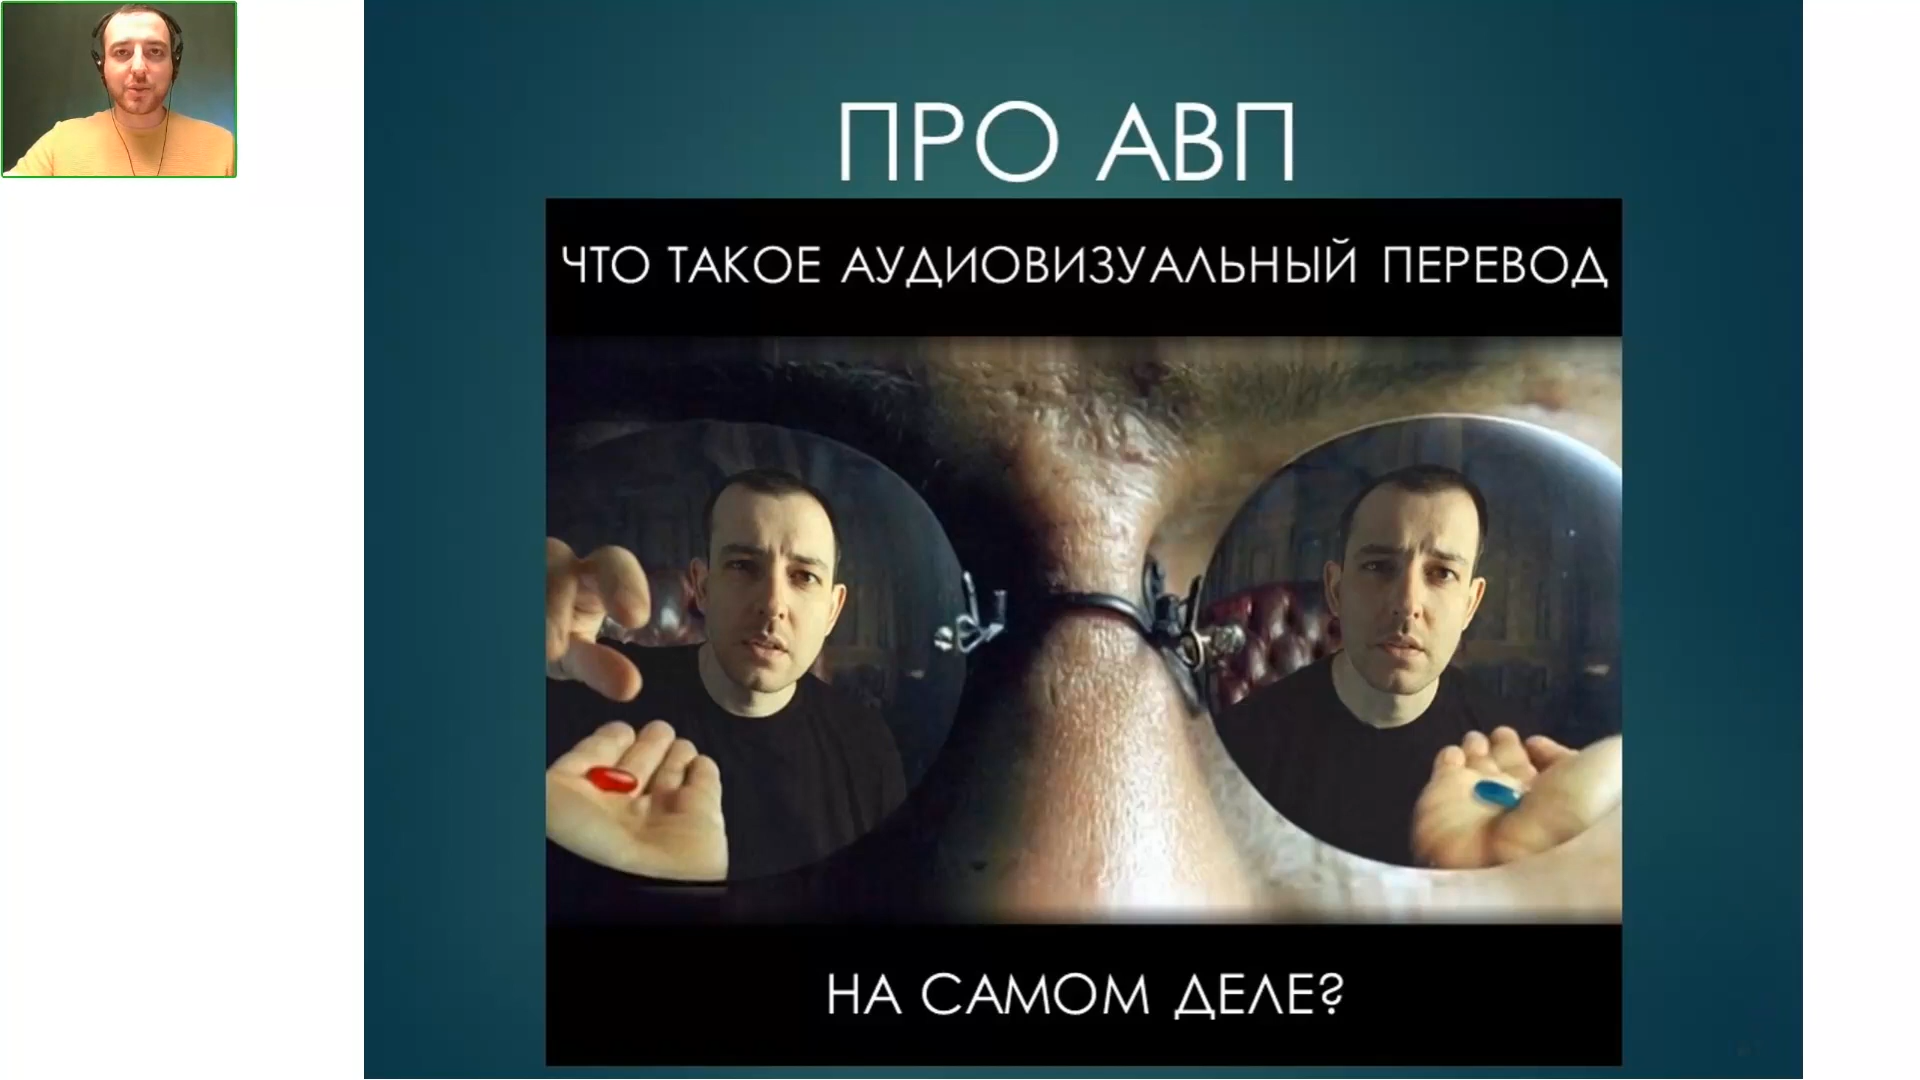 ПРО АВП
ЧТО ТАКОЕ АУДИОВИЗУАЛЬНЫЙ ПЕРЕВОД
НА САМОМ ДЕЛЕ?